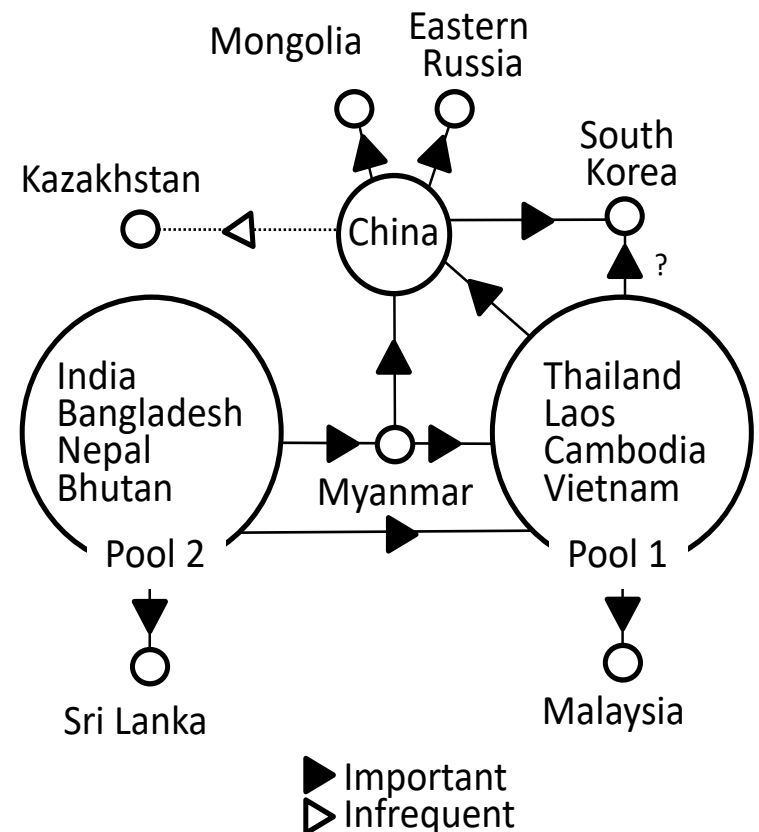 Mongolia
Eastern
Russia
South
Korea
Kazakhstan
China
?
India
Bangladesh
Nepal
Bhutan
Pool 2
Myanmar
Thailand
Laos
Cambodia
Vietnam
Pool 1
Sri Lanka
Malaysia
Important
Infrequent